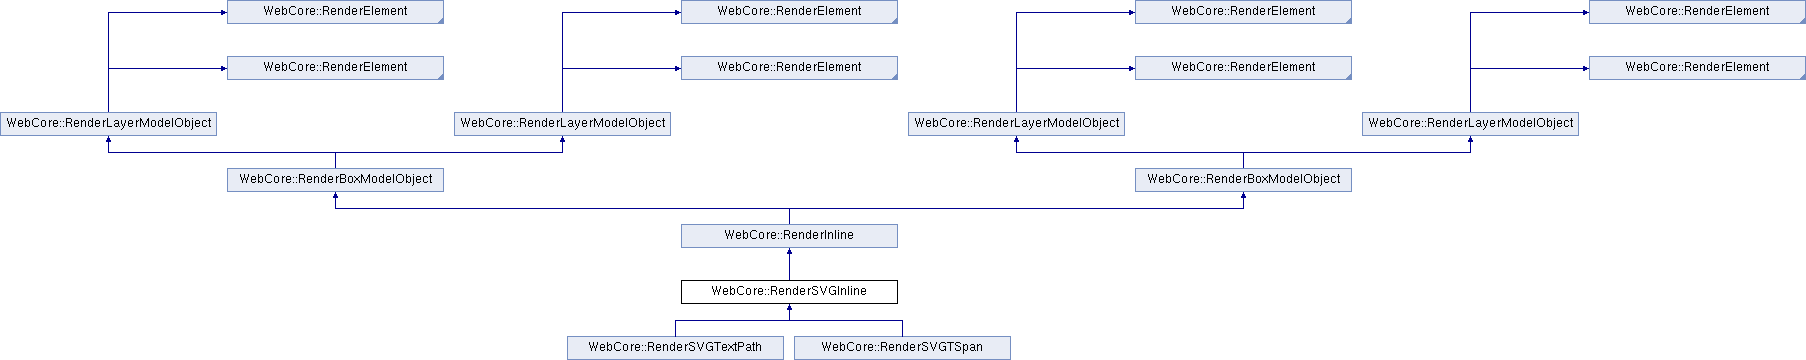 WebCore::RenderElement
WebCore::RenderElement
WebCore::RenderElement
WebCore::RenderElement
WebCore::RenderElement
WebCore::RenderElement
WebCore::RenderElement
WebCore::RenderElement
WebCore::RenderLayerModelObject
WebCore::RenderLayerModelObject
WebCore::RenderLayerModelObject
WebCore::RenderLayerModelObject
WebCore::RenderBoxModelObject
WebCore::RenderBoxModelObject
WebCore::RenderInline
WebCore::RenderSVGInline
WebCore::RenderSVGTextPath
WebCore::RenderSVGTSpan